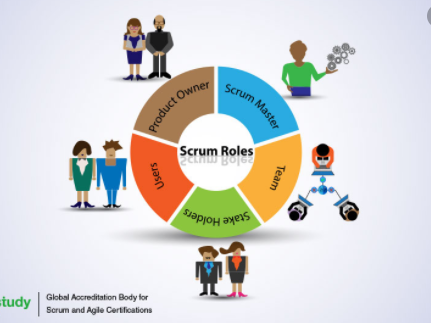 Product Owner
Scrum Master
Scrum Roles
Users
Team
Stake Holders
study
Global Accreditation Body for
Scrum and Agile Certifications